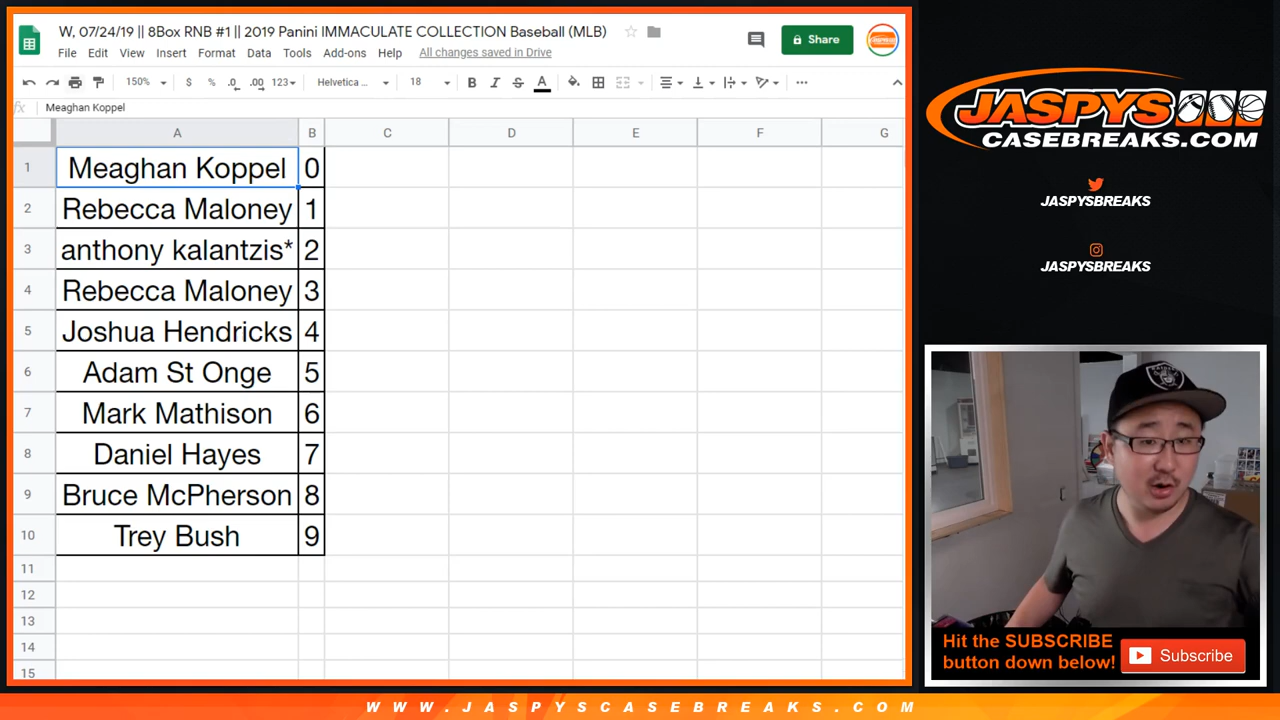 W, 07/24/19 || 8Box RNB #1 || 2019 Panini IMMACULATE COLLECTION Baseball (MLB)
File Edit View Insert Format Data Tools Add-ons Help All changes saved in Drive
Share
150% $ % .0 .00 123 Helvetica ... 18 B I S A ...
fx Meaghan Koppel
A B C D E F G
1 Meaghan Koppel 0
2 Rebecca Maloney 1
3 anthony kalantzis* 2
4 Rebecca Maloney 3
5 Joshua Hendricks 4
6 Adam St Onge 5
7 Mark Mathison 6
8 Daniel Hayes 7
9 Bruce McPherson 8
10 Trey Bush 9
11
12
13
14
15
JASPYS
CASEBREAKS.COM
JASPYSBREAKS
JASPYSBREAKS
RAIDERS
Hit the SUBSCRIBE
button down below!
Subscribe
WWW.JASPYSCASEBREAKS.COM